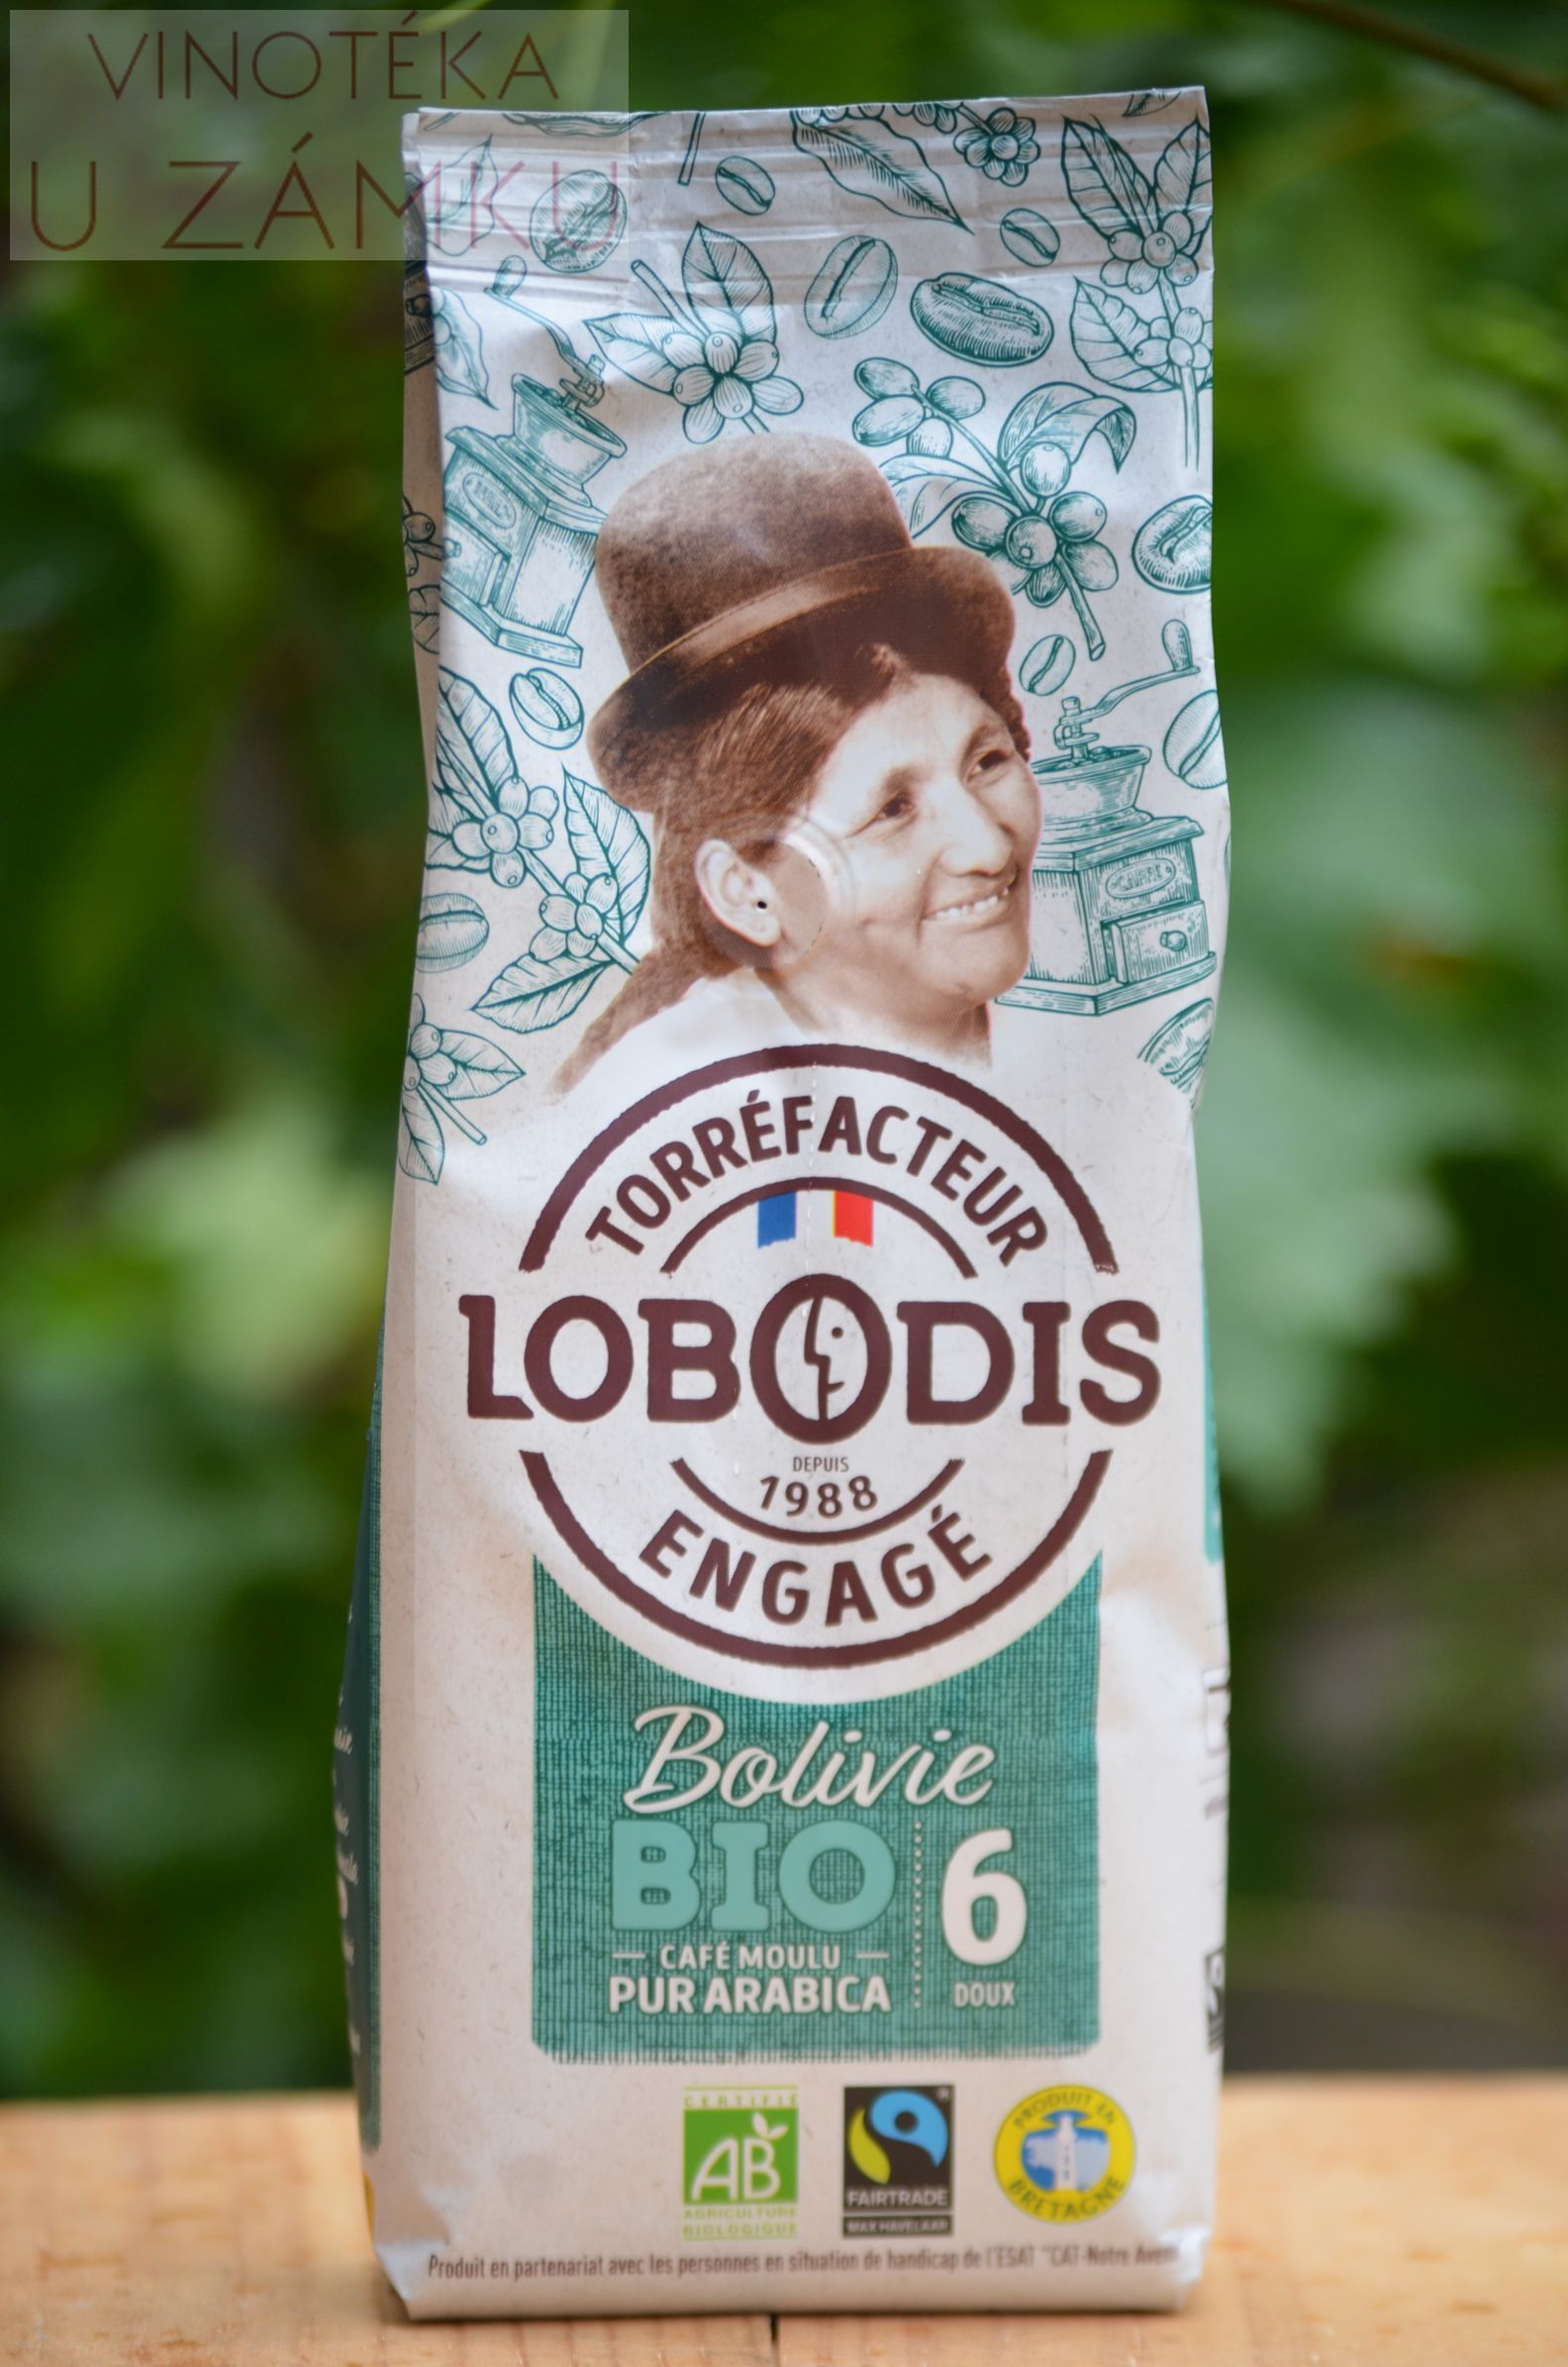 VINOTÉKA
U ZÁMKU
TORRÉFACTEUR
LOBODIS
DEPUIS
1988
ENGAGÉ
Bolivie
BIO
6
CAFÉ MOULU
PUR ARABICA
DOUX
CERTIFIÉ
AB
AGRICULTURE
BIOLOGIQUE
FAIRTRADE
MAX HAVELAAR
PRODUIT EN
BRETAGNE
Produit en partenariat avec les personnes en situation de handicap de l'ESAT "CAT-Notre